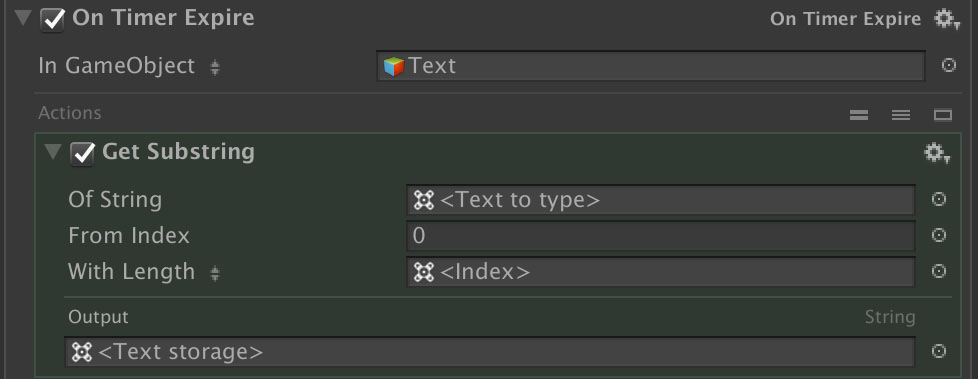 On Timer Expire On Timer Expire
In GameObject Text
Actions
Get Substring
Of String <Text to type>
From Index 0
With Length <Index>
Output String
<Text storage>